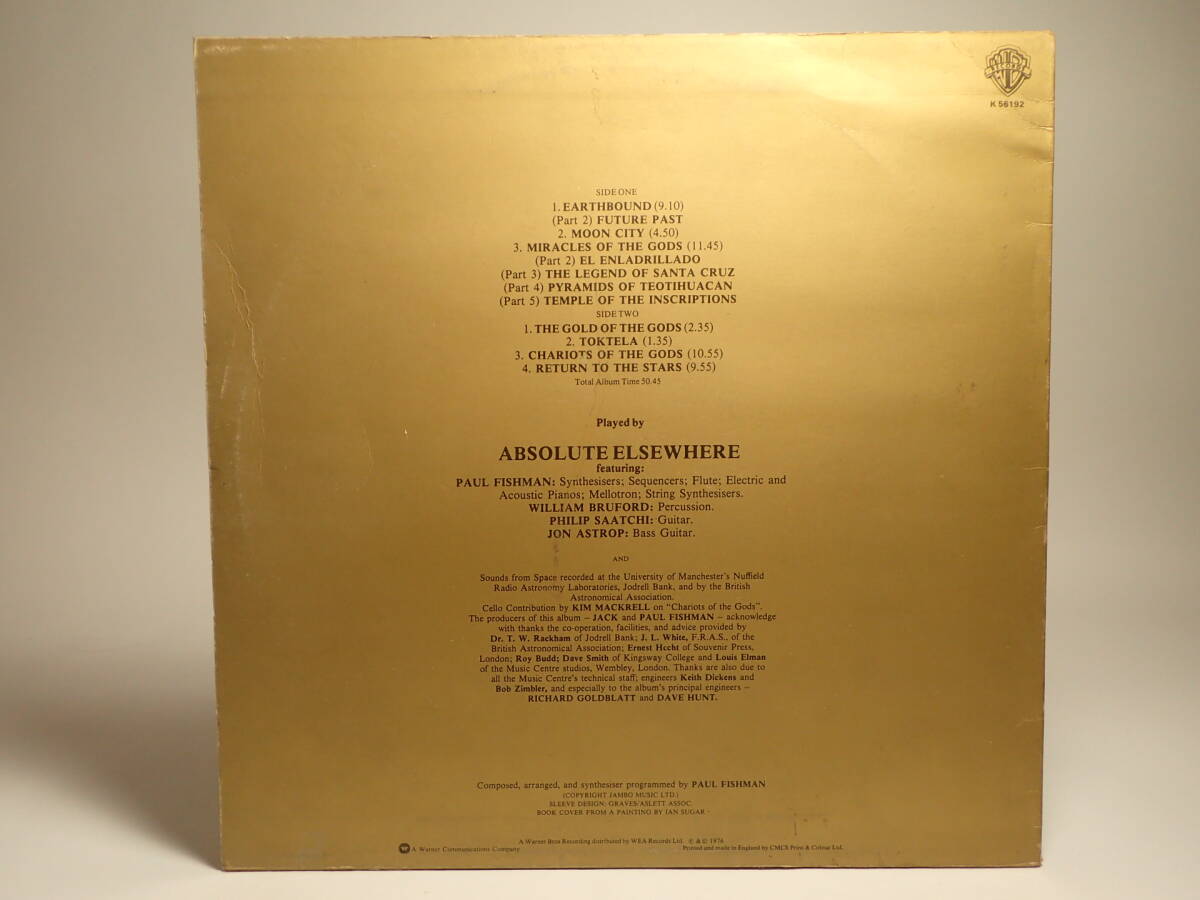 RECORDS
K 56192
SIDE ONE
1. EARTHBOUND (9.10)
(Part 2) FUTURE PAST
2. MOON CITY (4.50)
3. MIRACLES OF THE GODS (11.45)
(Part 2) EL ENLADRILLADO
(Part 3) THE LEGEND OF SANTA CRUZ
(Part 4) PYRAMIDS OF TEOTIHUACAN
(Part 5) TEMPLE OF THE INSCRIPTIONS
SIDE TWO
1. THE GOLD OF THE GODS (2.35)
2. TOKTELA (1.35)
3. CHARIOTS OF THE GODS (10.55)
4. RETURN TO THE STARS (9.55)
Total Album Time 50.45
Played by
ABSOLUTE ELSEWHERE
featuring:
PAUL FISHMAN: Synthesisers; Sequencers; Flute; Electric and
Acoustic Pianos; Mellotron; String Synthesisers.
WILLIAM BRUFORD: Percussion.
PHILIP SAATCHI: Guitar.
JON ASTROP: Bass Guitar.
AND
Sounds from Space recorded at the University of Manchester's Nuffield
Radio Astronomy Laboratories, Jodrell Bank, and by the British
Astronomical Association.
Cello Contribution by KIM MACKRELL on "Chariots of the Gods".
The producers of this album – JACK and PAUL FISHMAN – acknowledge
with thanks the co-operation, facilities, and advice provided by
Dr. T. W. Rackham of Jodrell Bank; J. L. White, F.R.A.S., of the
British Astronomical Association; Ernest Hecht of Souvenir Press,
London; Roy Budd; Dave Smith of Kingsway College and Louis Elman
of the Music Centre studios, Wembley, London. Thanks are also due to
all the Music Centre's technical staff; engineers Keith Dickens and
Bob Zimbler, and especially to the album's principal engineers –
RICHARD GOLDBLATT and DAVE HUNT.
Composed, arranged, and synthesiser programmed by PAUL FISHMAN
(COPYRIGHT JAMBO MUSIC LTD.)
SLEEVE DESIGN: GRAVES/ASLETT ASSOC.
BOOK COVER FROM A PAINTING BY IAN SUGAR
A Warner Bros Recording distributed by WEA Records Ltd. ℗ & © 1976
A Warner Communications Company
Printed and made in England by CMCS Print & Colour Ltd.